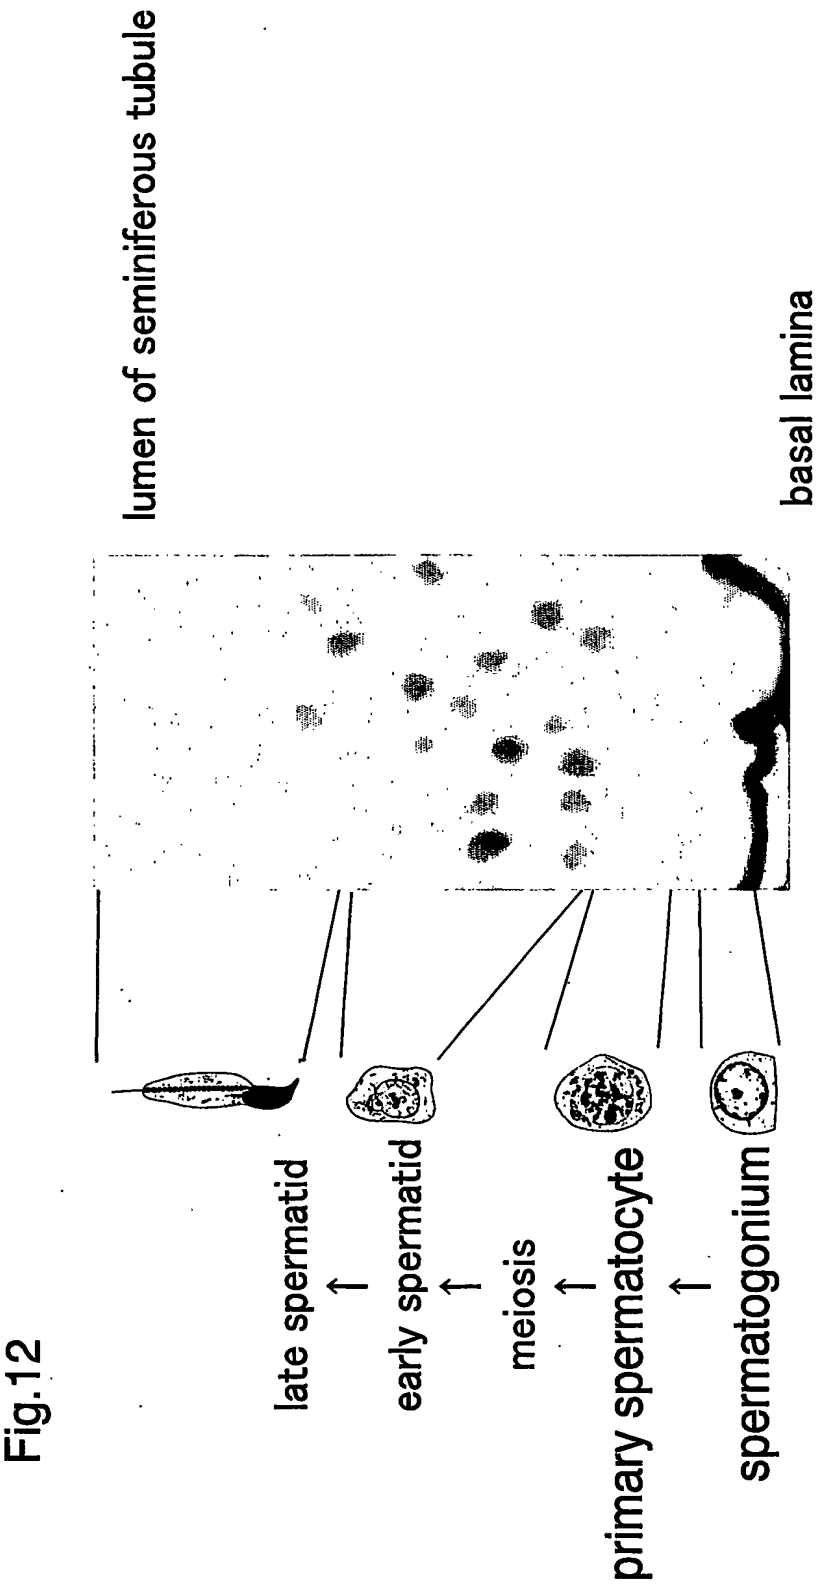 Fig.12
lumen of seminiferous tubule
late spermatid
↑
early spermatid
↑
meiosis
↑
primary spermatocyte
↑
spermatogonium
basal lamina